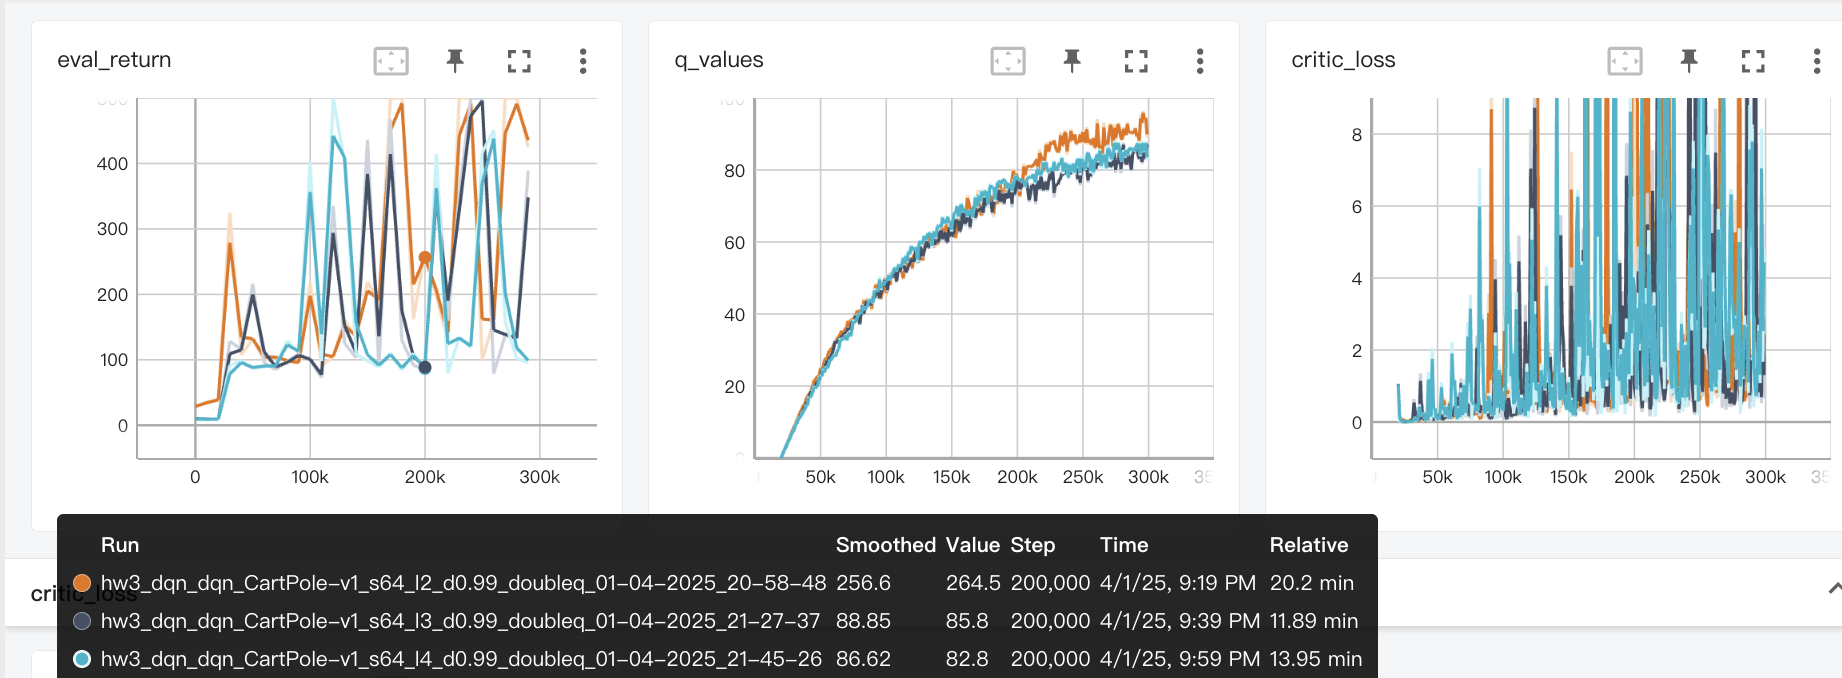 eval_return
q_values
critic_loss
400
300
200
100
0
0
100k
200k
300k
80
60
40
20
50k
100k
150k
200k
250k
300k
8
6
4
2
0
50k
100k
150k
200k
250k
300k
Run Smoothed Value Step Time Relative
hw3_dqn_dqn_CartPole-v1_s64_l2_d0.99_doubleq_01-04-2025_20-58-48 256.6 264.5 200,000 4/1/25, 9:19 PM 20.2 min
hw3_dqn_dqn_CartPole-v1_s64_l3_d0.99_doubleq_01-04-2025_21-27-37 88.85 85.8 200,000 4/1/25, 9:39 PM 11.89 min
hw3_dqn_dqn_CartPole-v1_s64_l4_d0.99_doubleq_01-04-2025_21-45-26 86.62 82.8 200,000 4/1/25, 9:59 PM 13.95 min
critic_loss